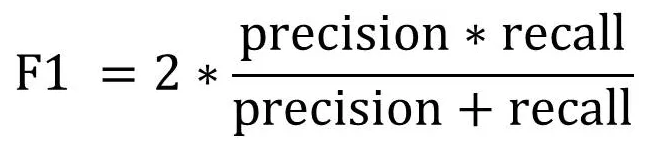 F1 = 2 * precision * recall
precision + recall